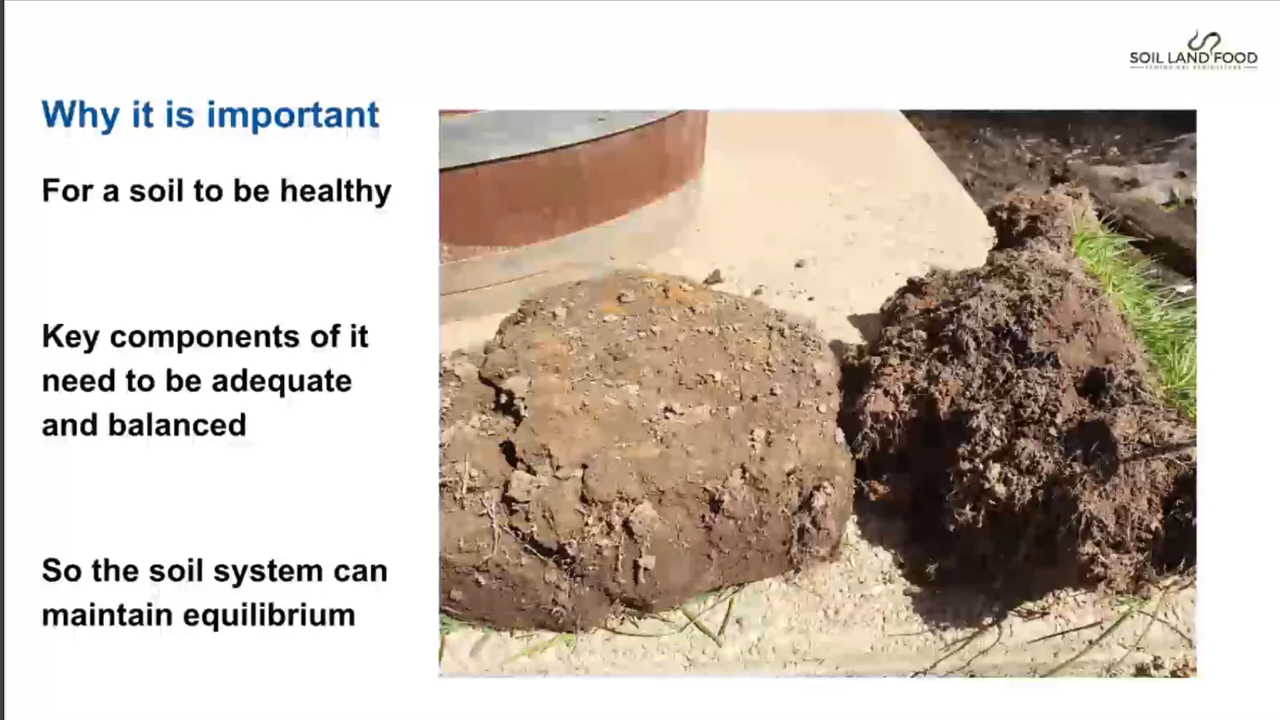 SOIL LAND FOOD
Why it is important
For a soil to be healthy
Key components of it
need to be adequate
and balanced
So the soil system can
maintain equilibrium